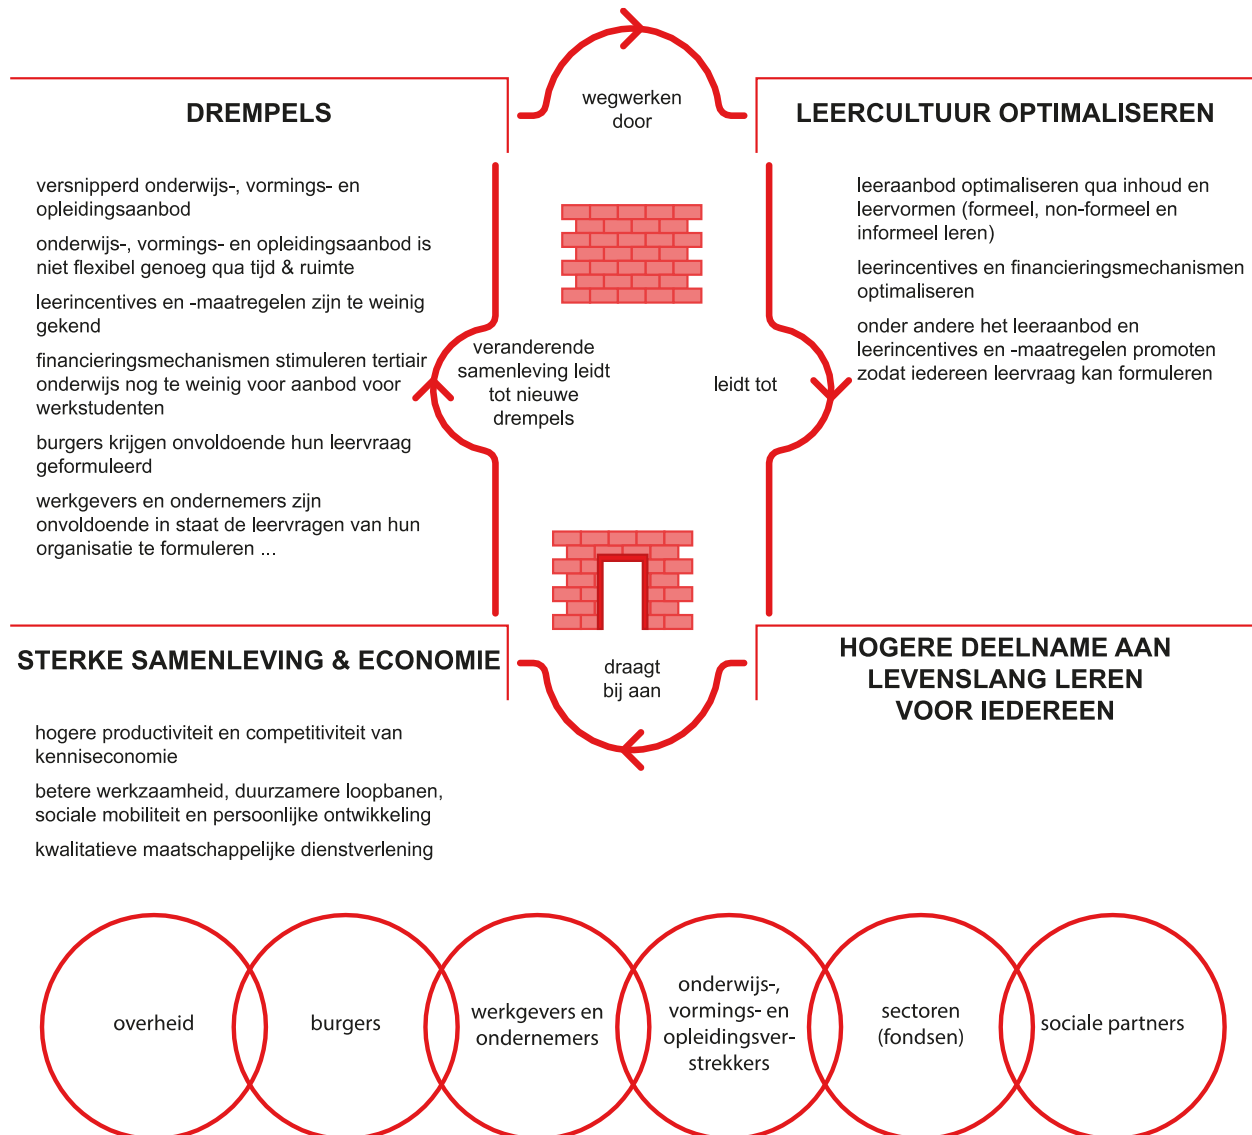 wegwerken
door
DREMPELS
versnipperd onderwijs-, vormings- en
opleidingsaanbod
onderwijs-, vormings- en opleidingsaanbod is
niet flexibel genoeg qua tijd & ruimte
leerincentives en -maatregelen zijn te weinig
gekend
financieringsmechanismen stimuleren tertiair
onderwijs nog te weinig voor aanbod voor
werkstudenten
burgers krijgen onvoldoende hun leervraag
geformuleerd
werkgevers en ondernemers zijn
onvoldoende in staat de leervragen van hun
organisatie te formuleren ...
LEERCULTUUR OPTIMALISEREN
leeraanbod optimaliseren qua inhoud en
leervormen (formeel, non-formeel en
informeel leren)
leerincentives en financieringsmechanismen
optimaliseren
onder andere het leeraanbod en
leerincentives en -maatregelen promoten
zodat iedereen leervraag kan formuleren
veranderende
samenleving leidt
tot nieuwe
drempels
leidt tot
STERKE SAMENLEVING & ECONOMIE
hogere productiviteit en competitiviteit van
kenniseconomie
betere werkzaamheid, duurzamere loopbanen,
sociale mobiliteit en persoonlijke ontwikkeling
kwalitatieve maatschappelijke dienstverlening
draagt
bij aan
HOGERE DEELNAME AAN
LEVENSLANG LEREN
VOOR IEDEREEN
overheid
burgers
werkgevers en
ondernemers
onderwijs-,
vormings- en
opleidingsver-
strekkers
sectoren
(fondsen)
sociale partners